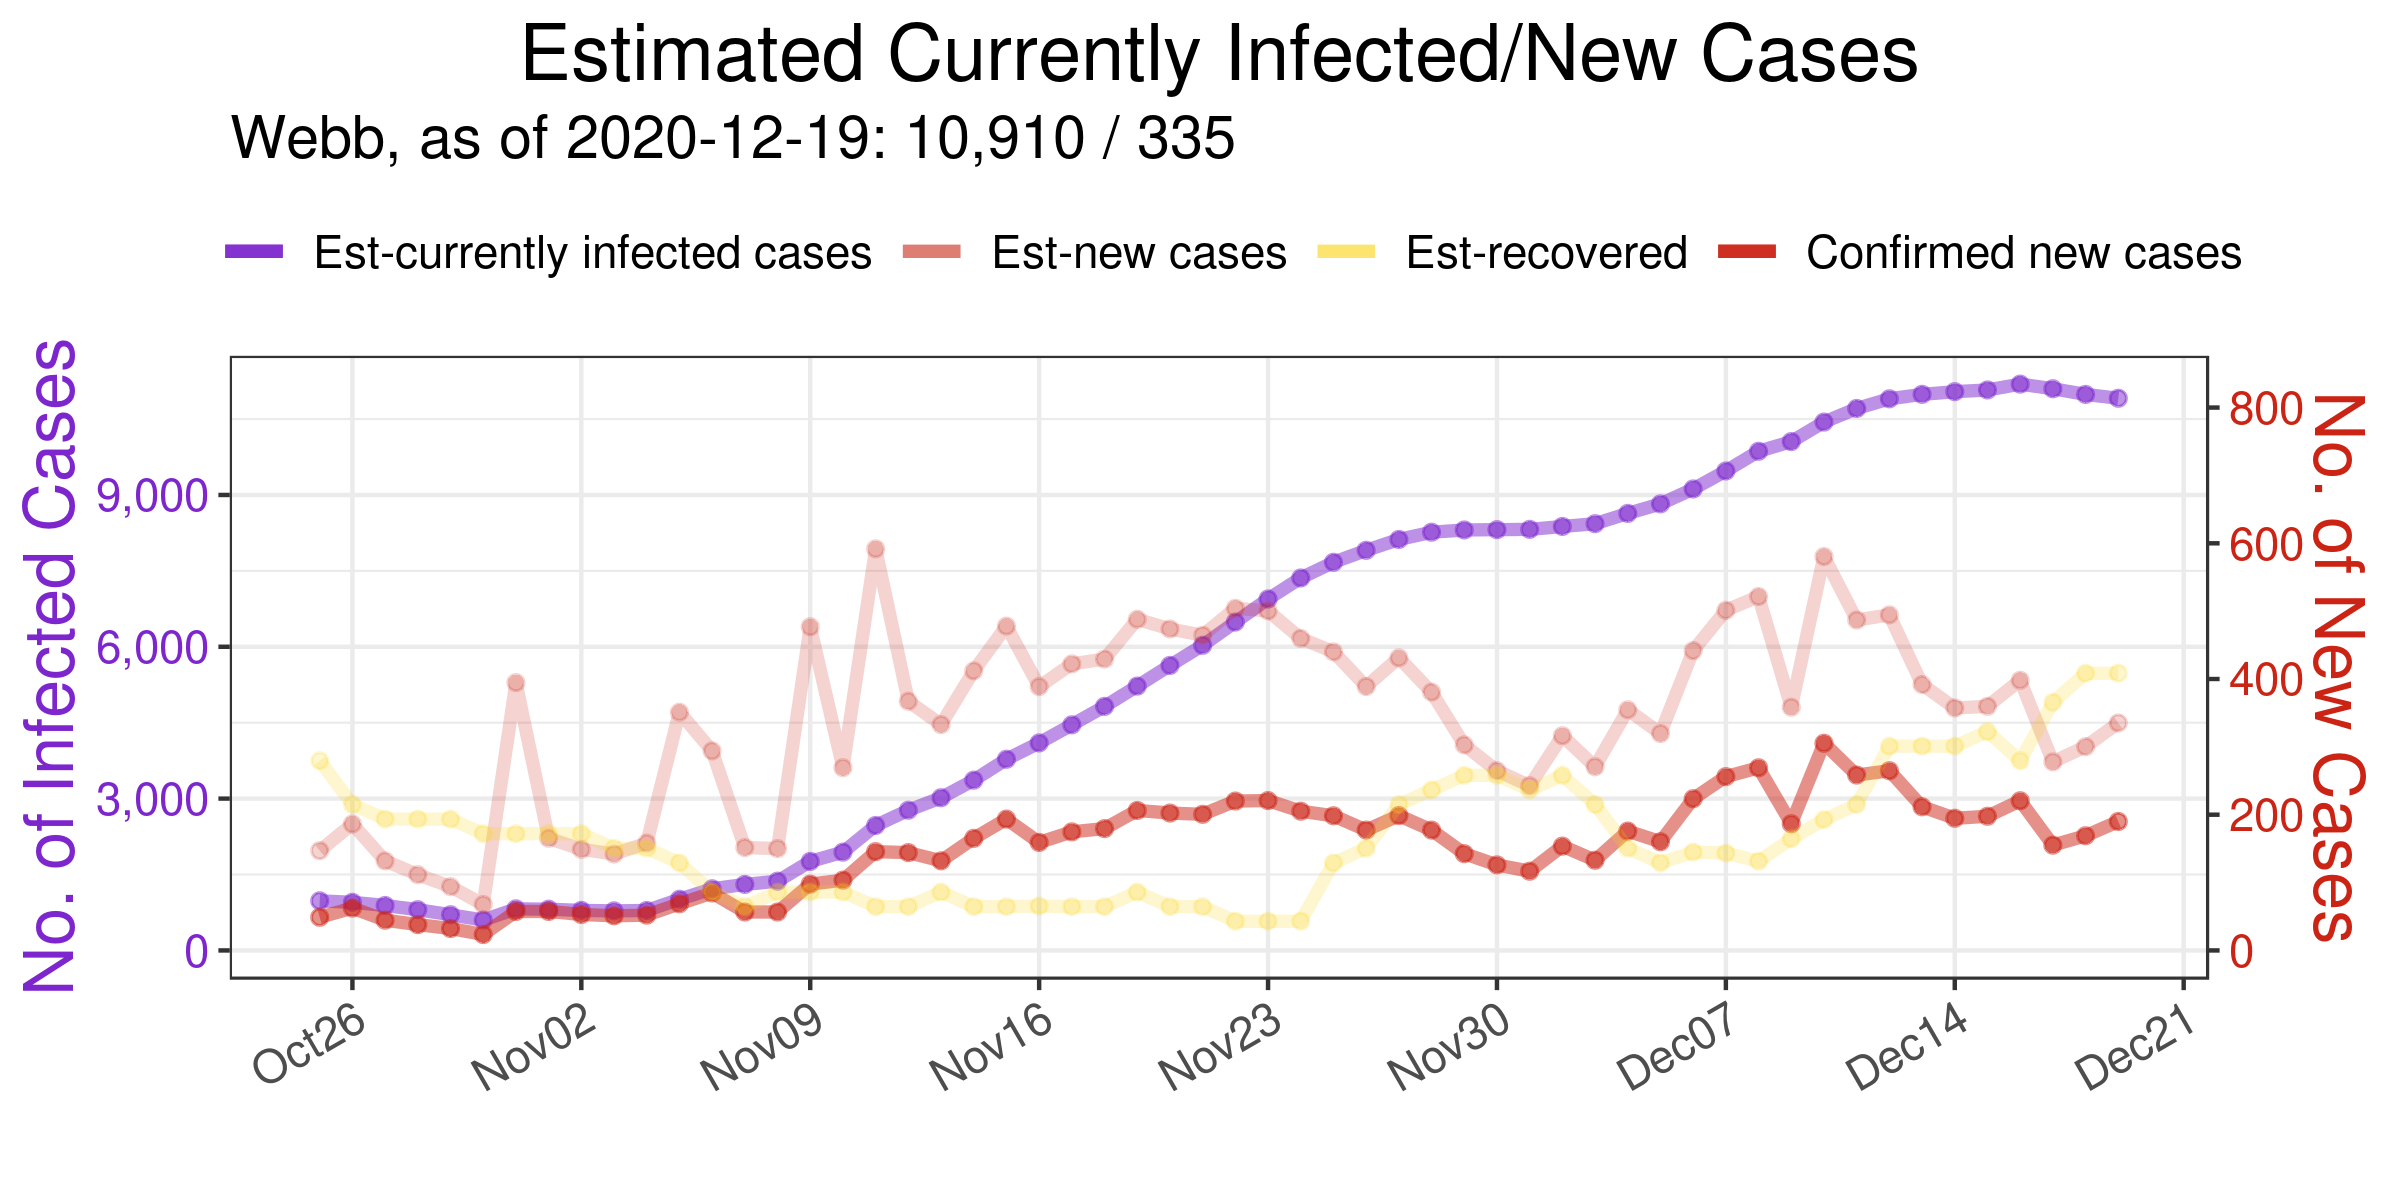 Estimated Currently Infected/New Cases
Webb, as of 2020-12-19: 10,910 / 335
Est-currently infected cases Est-new cases Est-recovered Confirmed new cases
No. of Infected Cases
9,000
6,000
3,000
0
800
600
400
200
0
No. of New Cases
Oct26 Nov02 Nov09 Nov16 Nov23 Nov30 Dec07 Dec14 Dec21